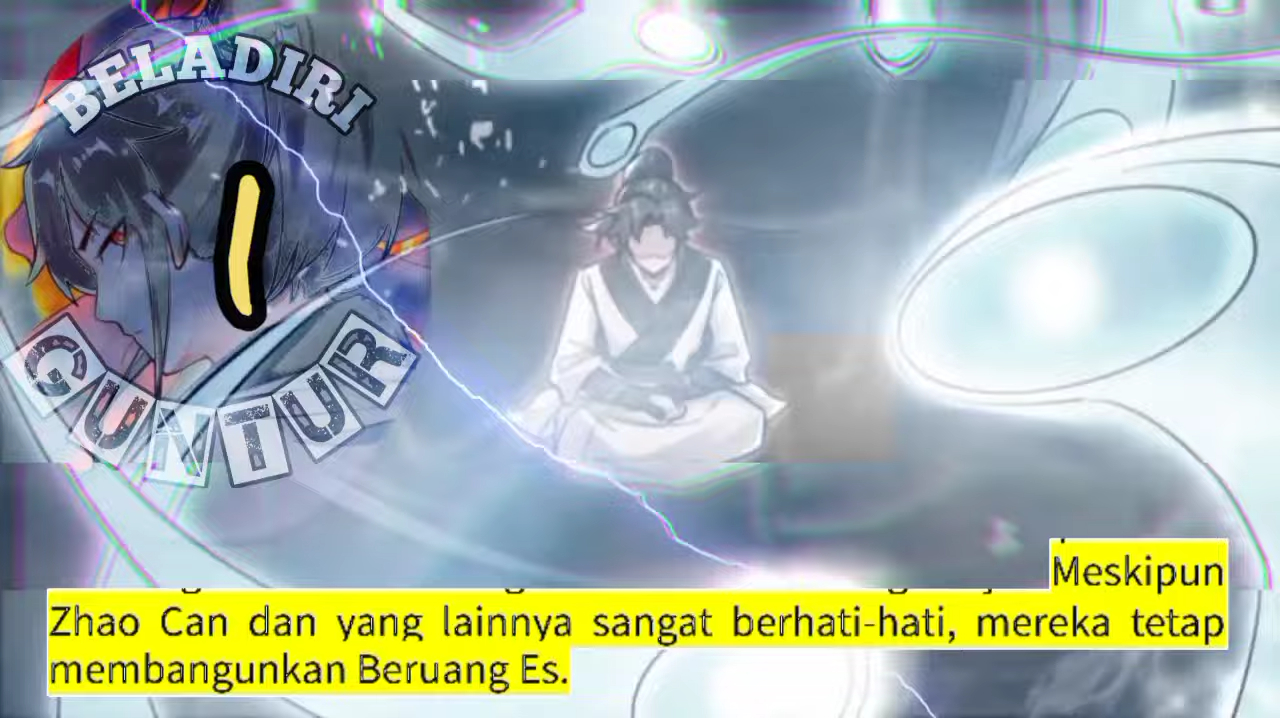 BELADIRI
GUNTUR
Meskipun
Zhao Can dan yang lainnya sangat berhati-hati, mereka tetap
membangunkan Beruang Es.